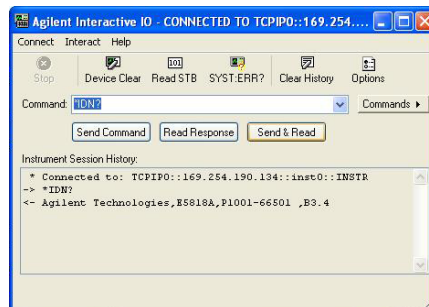 Agilent Interactive IO - CONNECTED TO TCPIP0::169.254....
Connect Interact Help
Stop Device Clear Read STB SYST:ERR? Clear History Options
Command: *IDN? Commands
Send Command Read Response Send & Read
Instrument Session History:
* Connected to: TCPIP0::169.254.190.134::inst0::INSTR
-> *IDN?
<- Agilent Technologies,E5818A,P1001-66501 ,B3.4